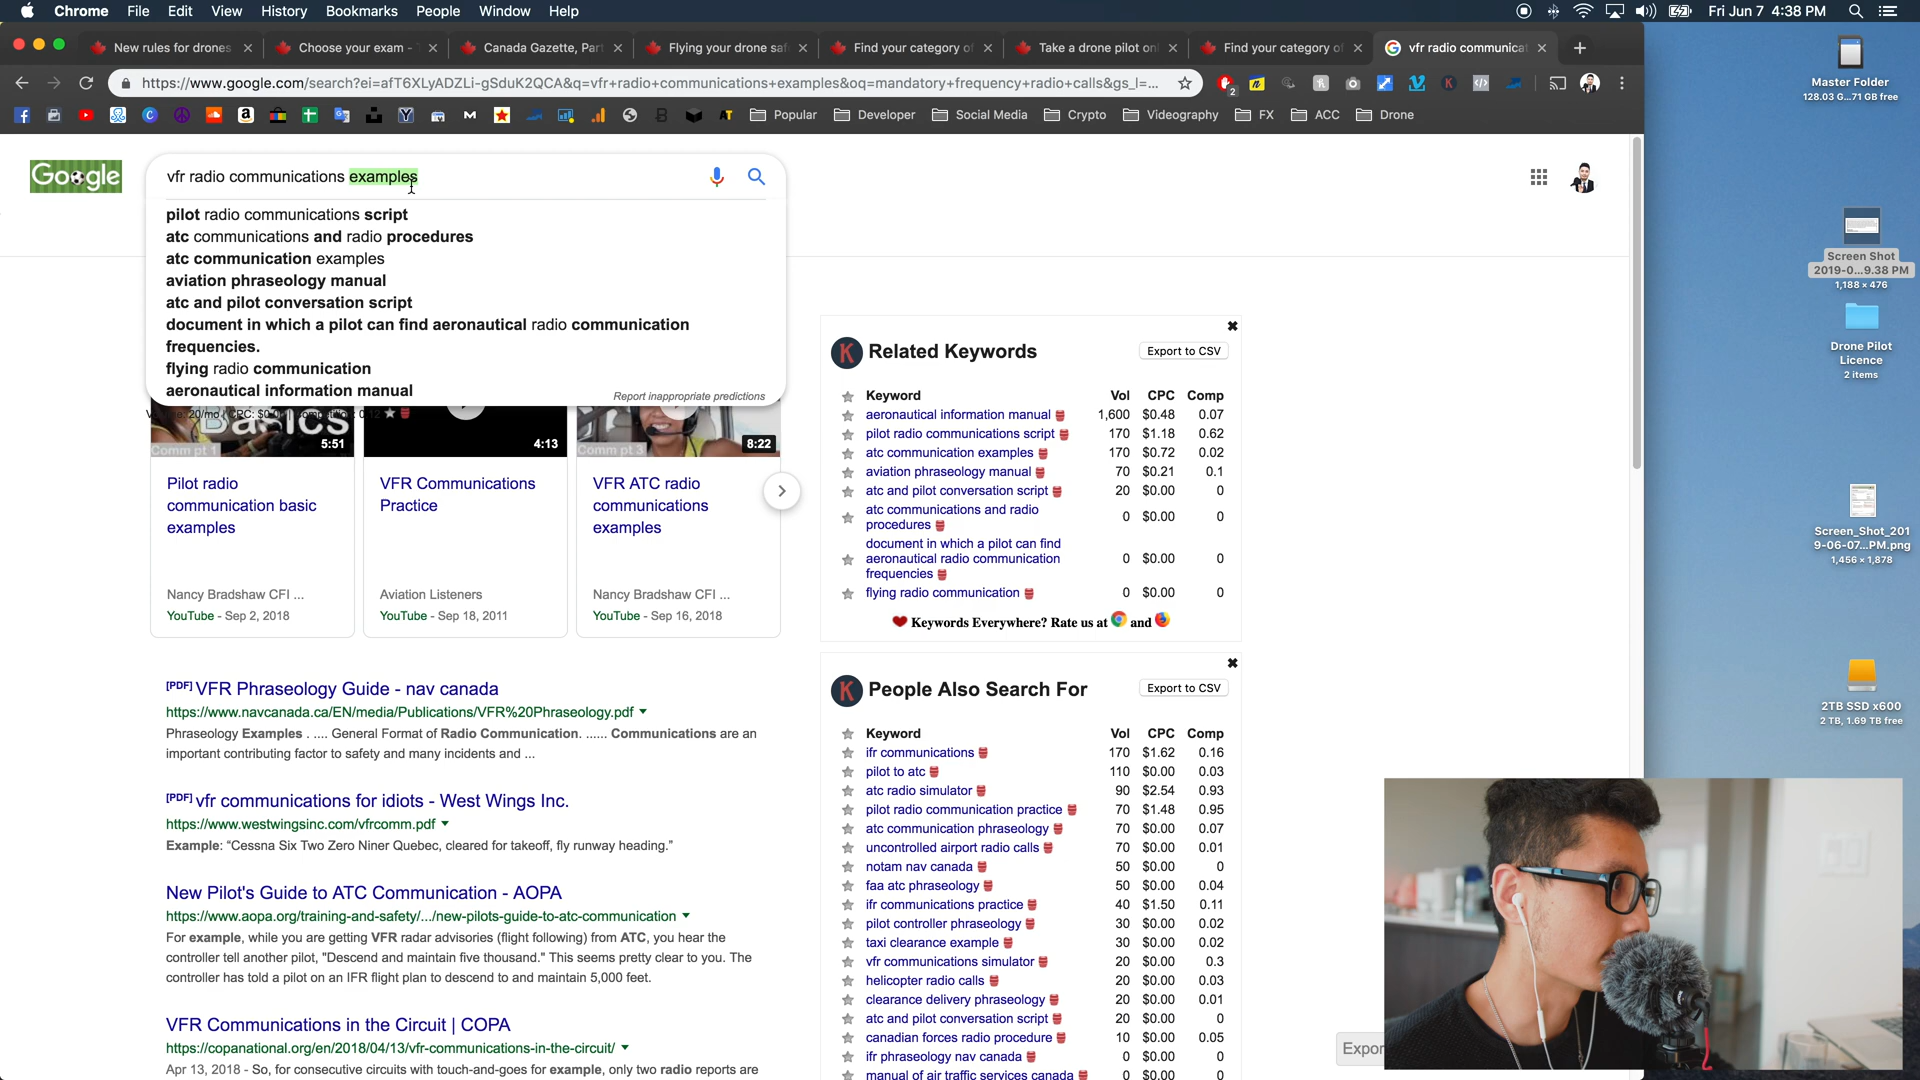 Chrome File Edit View History Bookmarks People Window Help Fri Jun 7 4:38 PM
New rules for drones Choose your exam - Canada Gazette, Part Flying your drone saf Find your category of Take a drone pilot onl Find your category of vfr radio communicat
https://www.google.com/search?ei=afT6XLyADZLi-gSduK2QCA&q=vfr+radio+communications+examples&oq=mandatory+frequency+radio+calls&gs_l=...
Popular Developer Social Media Crypto Videography FX ACC Drone
Google
vfr radio communications examples
pilot radio communications script
atc communications and radio procedures
atc communication examples
aviation phraseology manual
atc and pilot conversation script
document in which a pilot can find aeronautical radio communication
frequencies.
flying radio communication
aeronautical information manual
Report inappropriate predictions
Basics
Comm pt 1
5:51
4:13
Comm pt 3
8:22
Pilot radio
communication basic
examples
Nancy Bradshaw CFI ...
YouTube - Sep 2, 2018
VFR Communications
Practice
Aviation Listeners
YouTube - Sep 18, 2011
VFR ATC radio
communications
examples
Nancy Bradshaw CFI ...
YouTube - Sep 16, 2018
[PDF] VFR Phraseology Guide - nav canada
https://www.navcanada.ca/EN/media/Publications/VFR%20Phraseology.pdf
Phraseology Examples . .... General Format of Radio Communication. ...... Communications are an
important contributing factor to safety and many incidents and ...
[PDF] vfr communications for idiots - West Wings Inc.
https://www.westwingsinc.com/vfrcomm.pdf
Example: “Cessna Six Two Zero Niner Quebec, cleared for takeoff, fly runway heading.”
New Pilot's Guide to ATC Communication - AOPA
https://www.aopa.org/training-and-safety/.../new-pilots-guide-to-atc-communication
For example, while you are getting VFR radar advisories (flight following) from ATC, you hear the
controller tell another pilot, "Descend and maintain five thousand." This seems pretty clear to you. The
controller has told a pilot on an IFR flight plan to descend to and maintain 5,000 feet.
VFR Communications in the Circuit | COPA
https://copanational.org/en/2018/04/13/vfr-communications-in-the-circuit/
Apr 13, 2018 - So, for consecutive circuits with touch-and-goes for example, only two radio reports are
K Related Keywords Export to CSV
Keyword Vol CPC Comp
aeronautical information manual 1,600 $0.48 0.07
pilot radio communications script 170 $1.18 0.62
atc communication examples 170 $0.72 0.02
aviation phraseology manual 70 $0.21 0.1
atc and pilot conversation script 20 $0.00 0
atc communications and radio
procedures 0 $0.00 0
document in which a pilot can find
aeronautical radio communication 0 $0.00 0
frequencies
flying radio communication 0 $0.00 0
Keywords Everywhere? Rate us at and
K People Also Search For Export to CSV
Keyword Vol CPC Comp
ifr communications 170 $1.62 0.16
pilot to atc 110 $0.00 0.03
atc radio simulator 90 $2.54 0.93
pilot radio communication practice 70 $1.48 0.95
atc communication phraseology 70 $0.00 0.07
uncontrolled airport radio calls 70 $0.00 0.01
notam nav canada 50 $0.00 0
faa atc phraseology 50 $0.00 0.04
ifr communications practice 40 $1.50 0.11
pilot controller phraseology 30 $0.00 0.02
taxi clearance example 30 $0.00 0.02
vfr communications simulator 20 $0.00 0.3
helicopter radio calls 20 $0.00 0.03
clearance delivery phraseology 20 $0.00 0.01
atc and pilot conversation script 20 $0.00 0
canadian forces radio procedure 10 $0.00 0.05
ifr phraseology nav canada 0 $0.00 0
manual of air traffic services canada 0 $0.00 0
Expor
Master Folder
128.03 G...71 GB free
Screen Shot
2019-0...9.38 PM
1,188 × 476
Drone Pilot
Licence
2 items
Screen_Shot_201
9-06-07...PM.png
1,456 × 1,878
2TB SSD x600
2 TB, 1.69 TB free